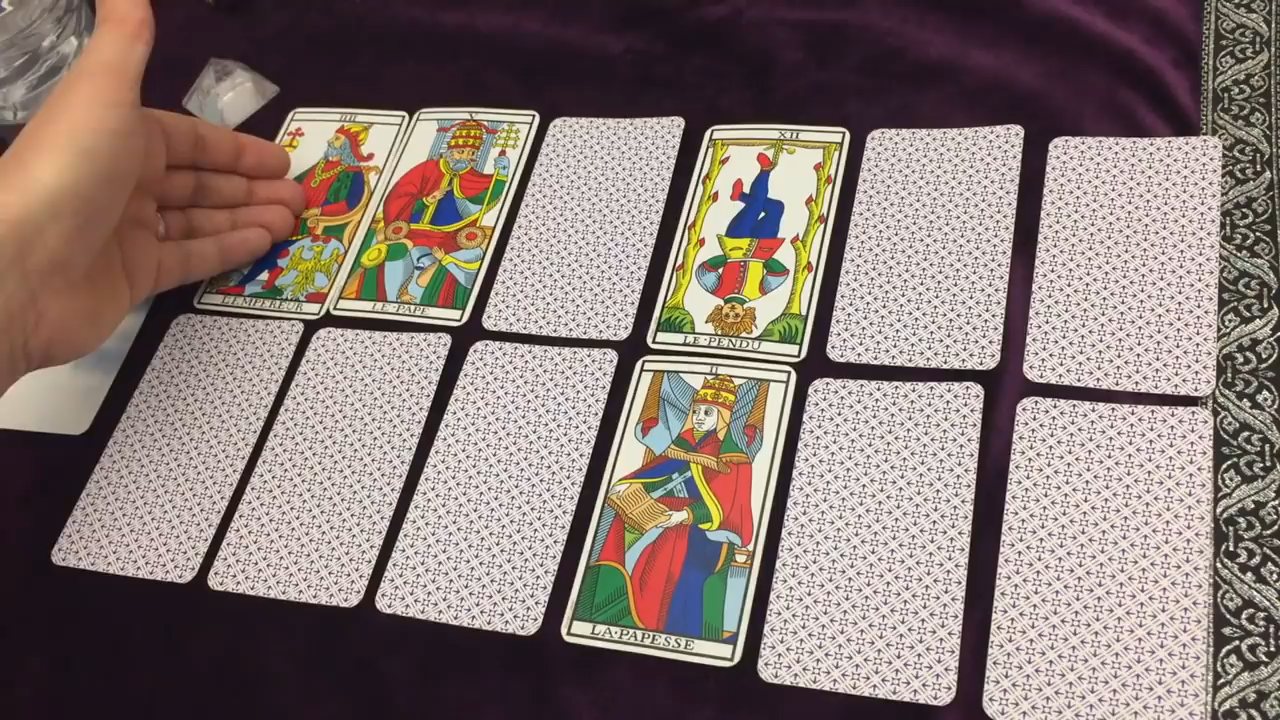 IIII
L'EMPEREUR
LE·PAPE
XII
LE·PENDU
II
LA·PAPESSE